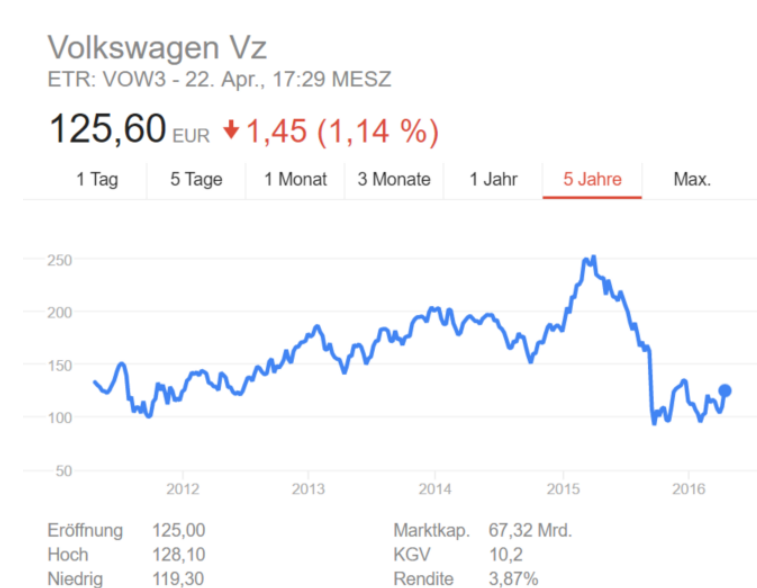 Volkswagen Vz
ETR: VOW3 - 22. Apr., 17:29 MESZ
125,60 EUR 1,45 (1,14 %)
1 Tag 5 Tage 1 Monat 3 Monate 1 Jahr 5 Jahre Max.
250
200
150
100
50
2012 2013 2014 2015 2016
Eröffnung 125,00 Marktkap. 67,32 Mrd.
Hoch 128,10 KGV 10,2
Niedrig 119,30 Rendite 3,87%